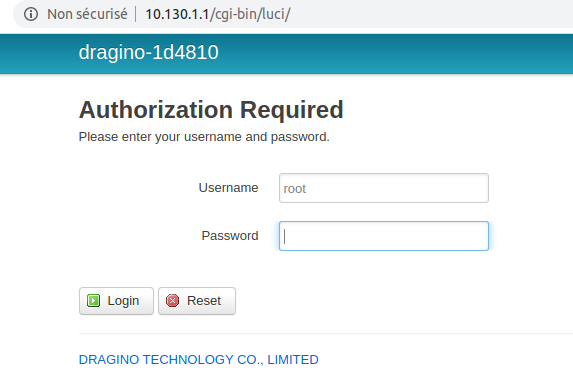 Non sécurisé | 10.130.1.1/cgi-bin/luci/
dragino-1d4810
Authorization Required
Please enter your username and password.
Username root
Password
Login Reset
DRAGINO TECHNOLOGY CO., LIMITED